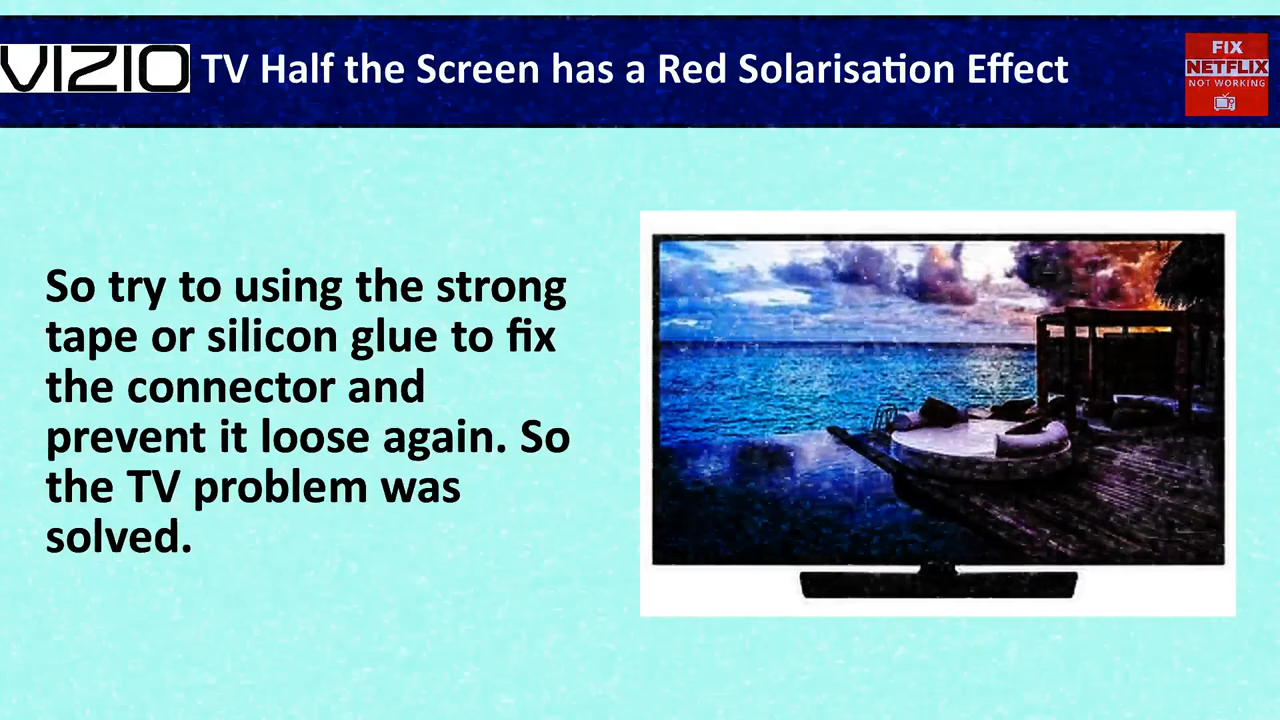 VIZIO TV Half the Screen has a Red Solarisation Effect
FIX
NETFLIX
NOT WORKING
So try to using the strong
tape or silicon glue to fix
the connector and
prevent it loose again. So
the TV problem was
solved.